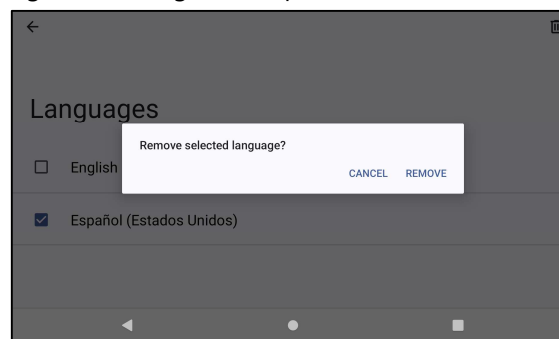 Languages
Remove selected language?
English
CANCEL REMOVE
Español (Estados Unidos)